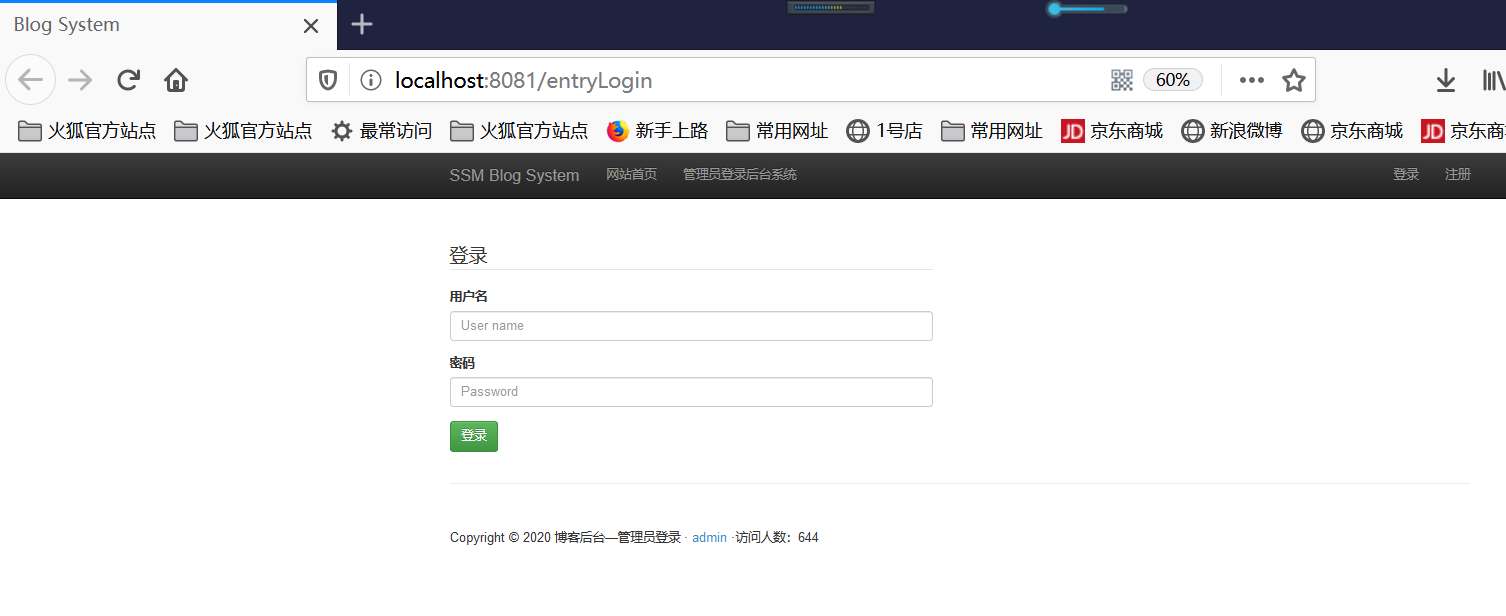 Blog System
localhost:8081/entryLogin 60%
火狐官方站点 火狐官方站点 最常访问 火狐官方站点 新手上路 常用网址 1号店 常用网址 JD 京东商城 新浪微博 京东商城 JD 京东商
SSM Blog System 网站首页 管理员登录后台系统 登录 注册
登录
用户名
User name
密码
Password
登录
Copyright © 2020 博客后台—管理员登录 · admin ·访问人数：644